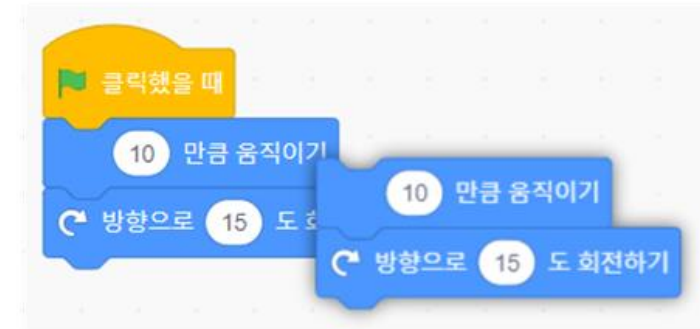 클릭했을 때
10 만큼 움직이기
방향으로 15 도
10 만큼 움직이기
방향으로 15 도 회전하기